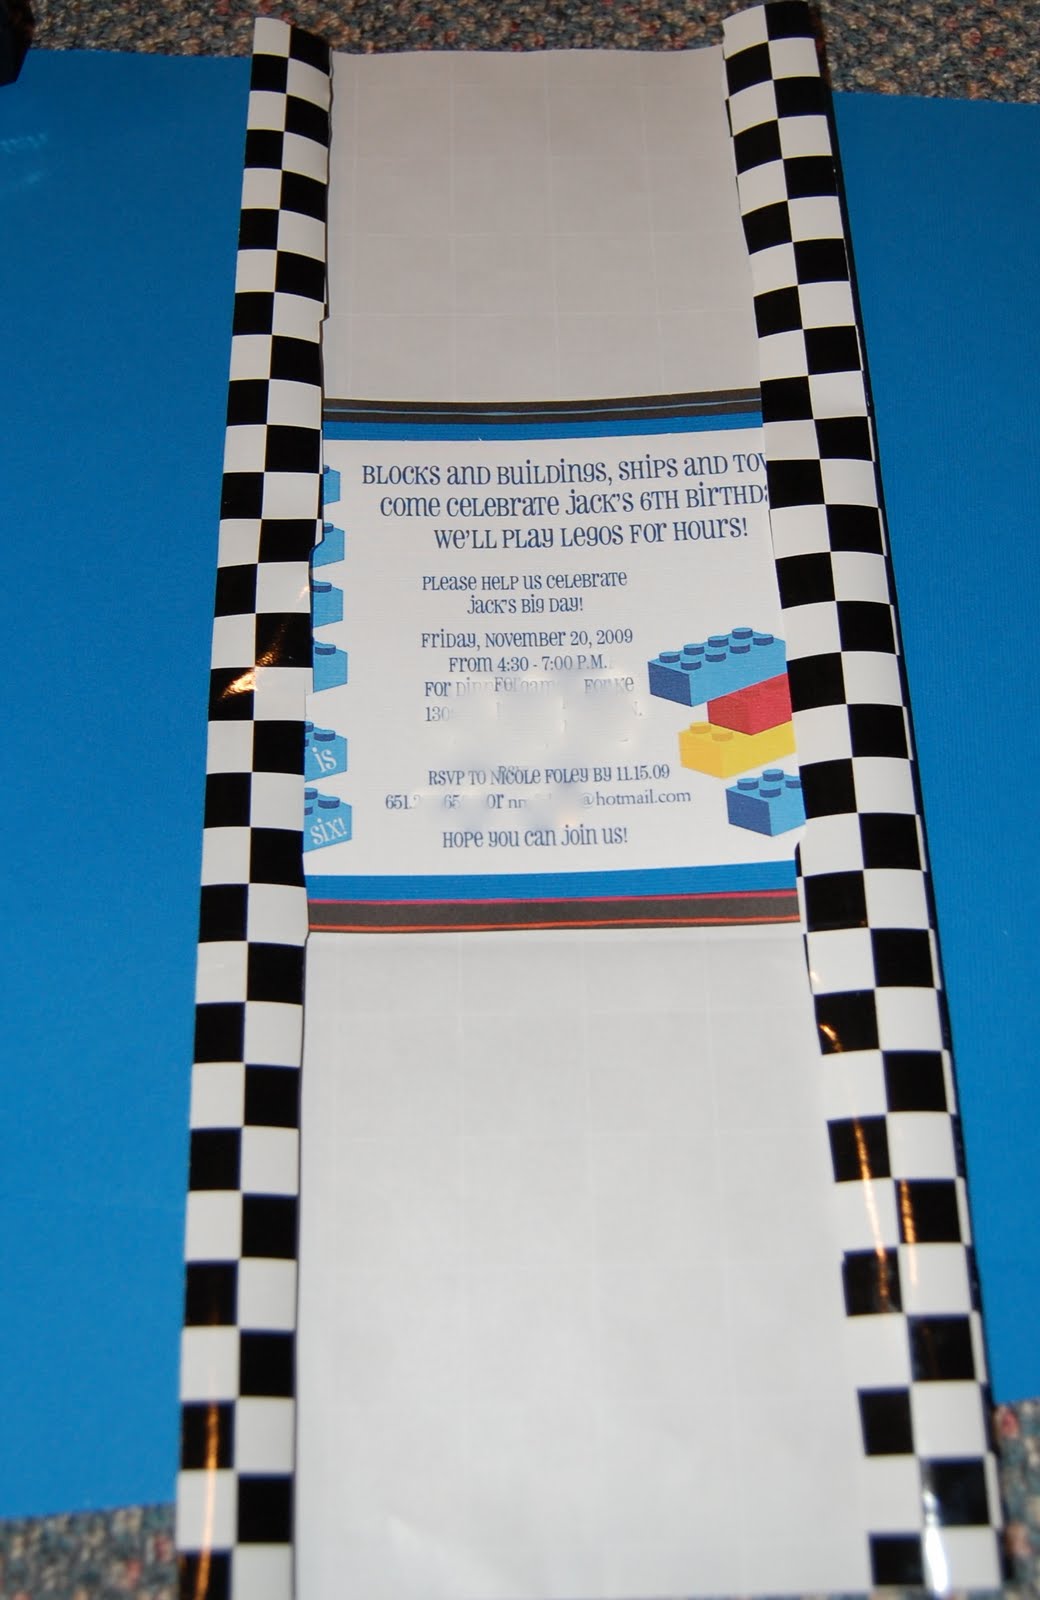 BLOCKS and BUILDINGS, SHIPS and
come celebrate jack's 6TH
we'll play legos for hours!
Please help us celebrate
jack's Big Day!
Friday, November 20, 2009
From 4:30 - 7:00 P.M.
For
RSVP TO Nicole Foley By 11.15.09
or @hotmail.com
Hope you can join us!
is
six!